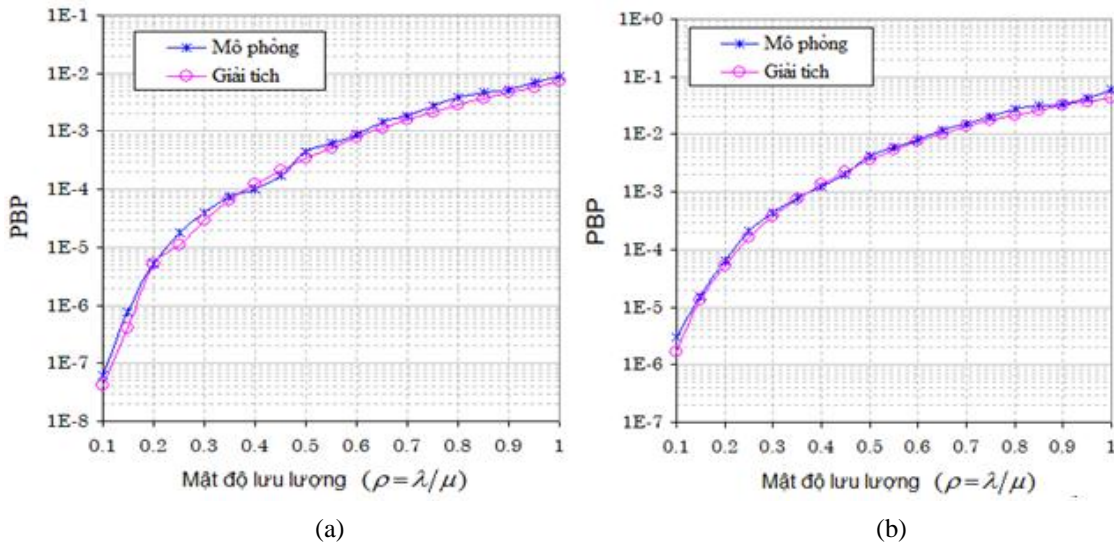 1E-1
1E-2
1E-3
1E-4
1E-5
1E-6
1E-7
1E-8
PBP
Mô phỏng
Giải tích
0.1 0.2 0.3 0.4 0.5 0.6 0.7 0.8 0.9 1
Mật độ lưu lượng (ρ=λ/μ)
(a)
1E+0
1E-1
1E-2
1E-3
1E-4
1E-5
1E-6
1E-7
PBP
Mô phỏng
Giải tích
0.1 0.2 0.3 0.4 0.5 0.6 0.7 0.8 0.9 1
Mật độ lưu lượng (ρ=λ/μ)
(b)